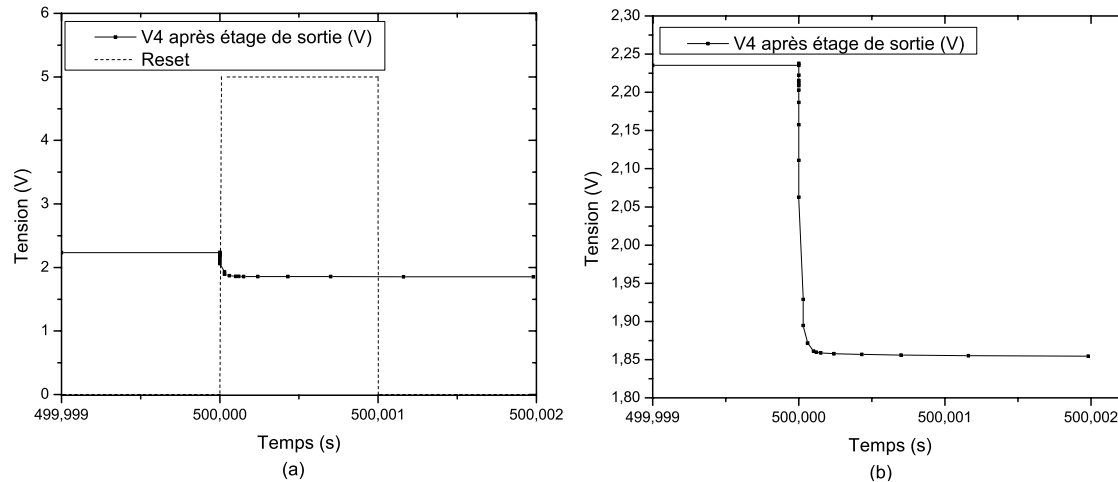 6
5
4
3
2
1
0
Tension (V)
V4 après étage de sortie (V)
Reset
499,999
500,000
500,001
500,002
Temps (s)
(a)
2,30
2,25
2,20
2,15
2,10
2,05
2,00
1,95
1,90
1,85
1,80
Tension (V)
V4 après étage de sortie (V)
499,999
500,000
500,001
500,002
Temps (s)
(b)